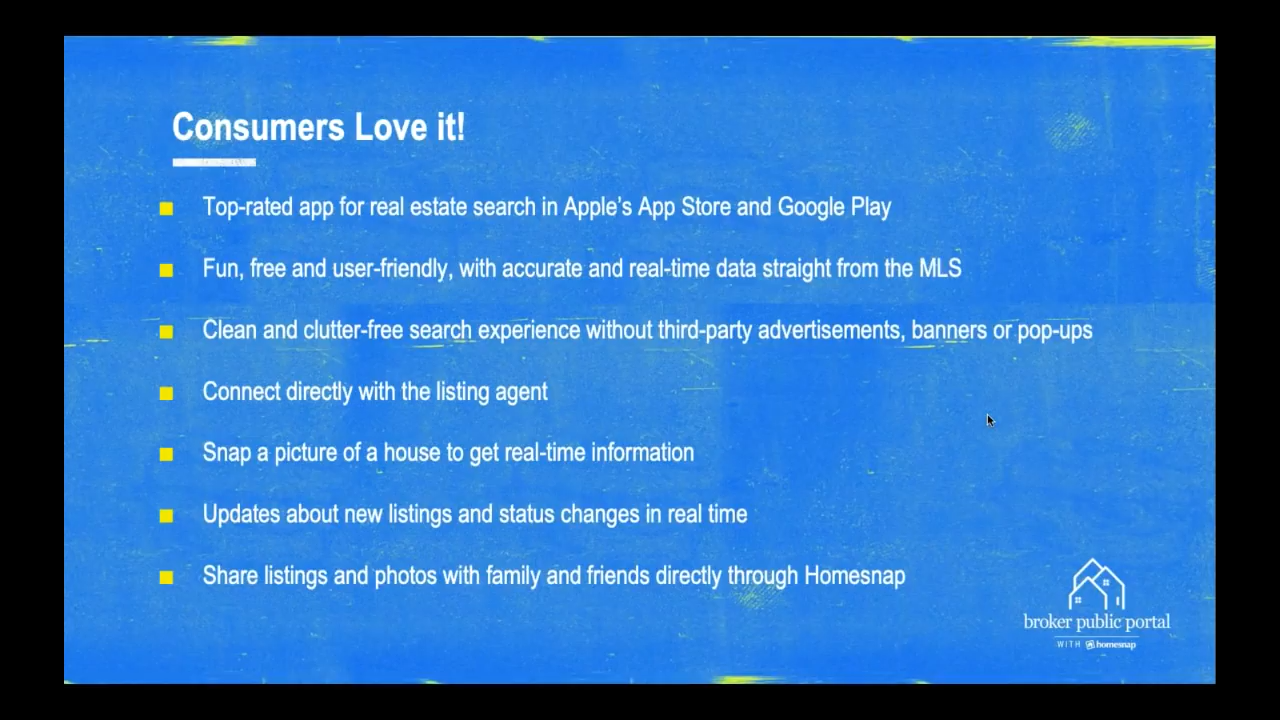 Consumers Love it!
Top-rated app for real estate search in Apple's App Store and Google Play
Fun, free and user-friendly, with accurate and real-time data straight from the MLS
Clean and clutter-free search experience without third-party advertisements, banners or pop-ups
Connect directly with the listing agent
Snap a picture of a house to get real-time information
Updates about new listings and status changes in real time
Share listings and photos with family and friends directly through Homesnap
broker public portal
WITH homesnap